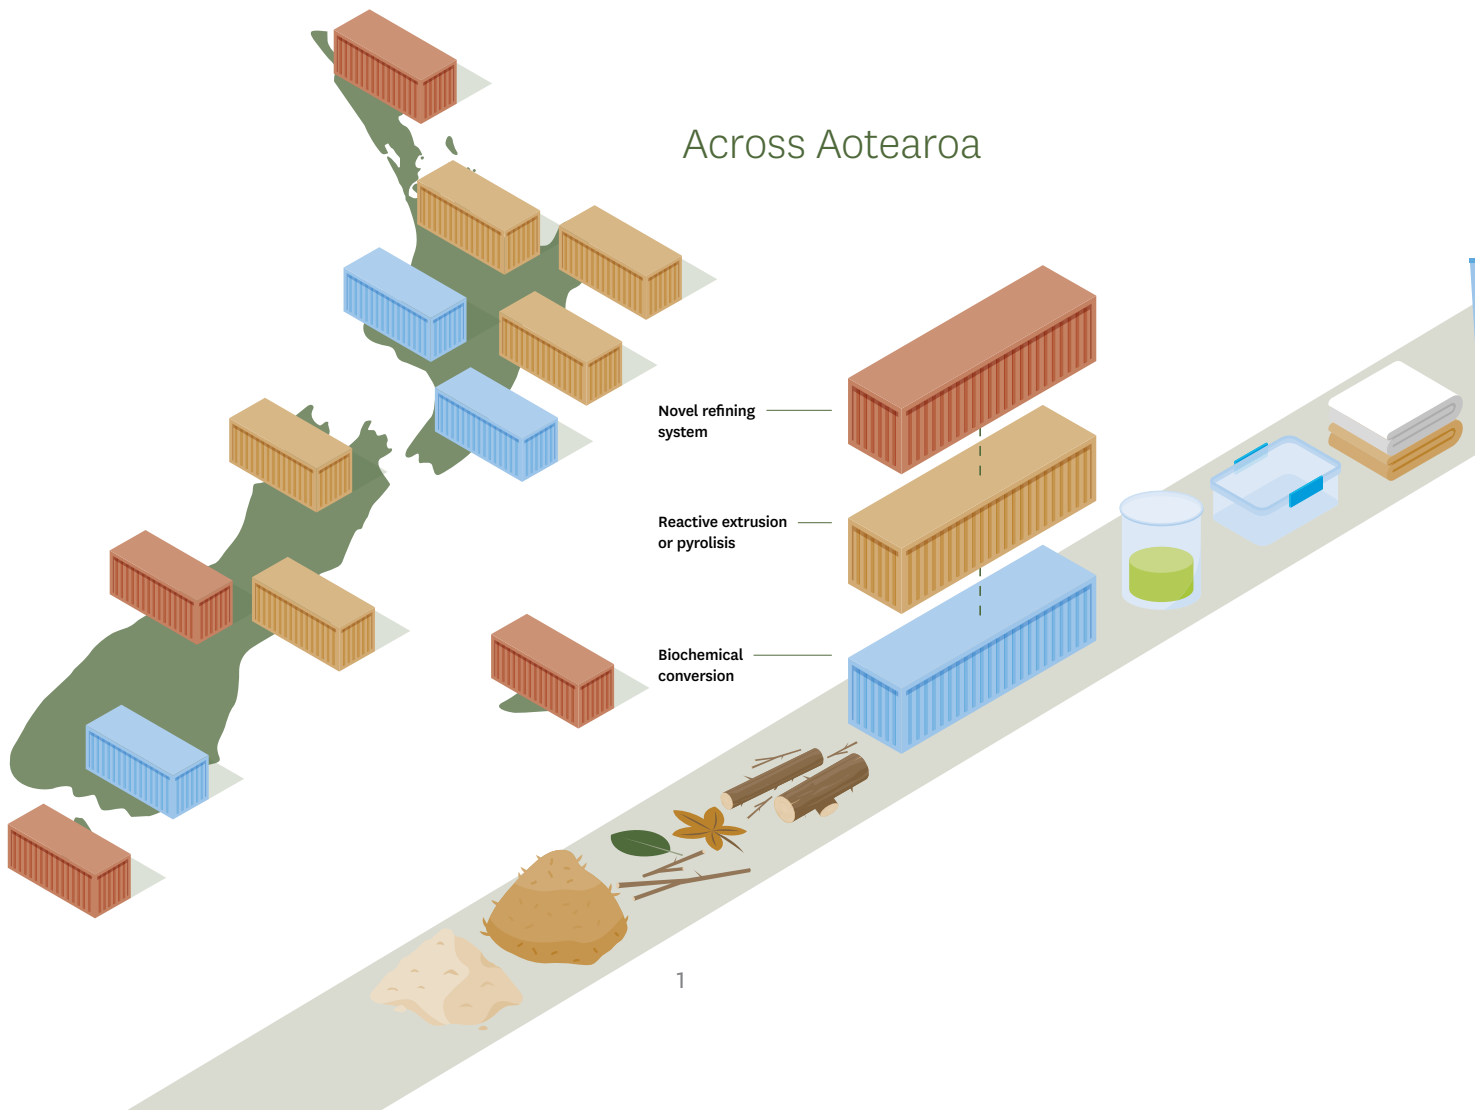 Across Aotearoa
Novel refining
system
Reactive extrusion
or pyrolisis
Biochemical
conversion
1